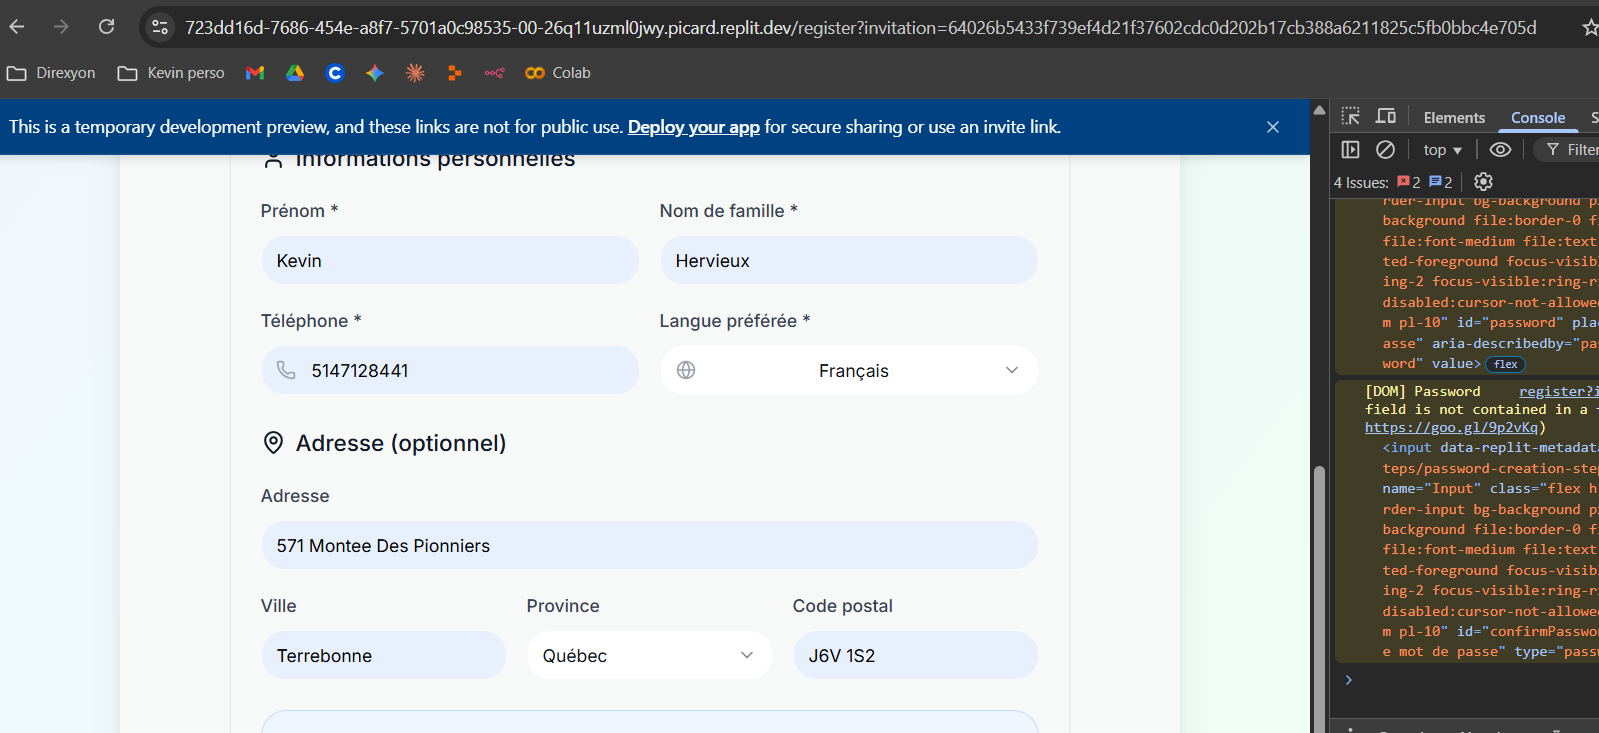 723dd16d-7686-454e-a8f7-5701a0c98535-00-26q11uzml0jwy.picard.replit.dev/register?invitation=64026b5433f739ef4d21f37602cdc0d202b17cb388a6211825c5fb0bbc4e705d
Direxyon Kevin perso Colab
This is a temporary development preview, and these links are not for public use. Deploy your app for secure sharing or use an invite link.
Informations personnelles
Prénom * Nom de famille *
Kevin Hervieux
Téléphone * Langue préférée *
5147128441 Français
Adresse (optionnel)
Adresse
571 Montee Des Pionniers
Ville Province Code postal
Terrebonne Québec J6V 1S2
Elements Console S
top Filter
4 Issues: 2 2
rder-input bg-background p
background file:border-0 f
file:font-medium file:text
ted-foreground focus-visib
ing-2 focus-visible:ring-r
disabled:cursor-not-allowe
m pl-10" id="password" pla
asse" aria-describedby="pa
word" value> flex
[DOM] Password register?i
field is not contained in a
https://goo.gl/9p2vKq)
<input data-replit-metadata
teps/password-creation-ste
name="Input" class="flex h
rder-input bg-background p
background file:border-0 f
file:font-medium file:text
ted-foreground focus-visib
ing-2 focus-visible:ring-r
disabled:cursor-not-allowe
m pl-10" id="confirmPasswo
e mot de passe" type="pass